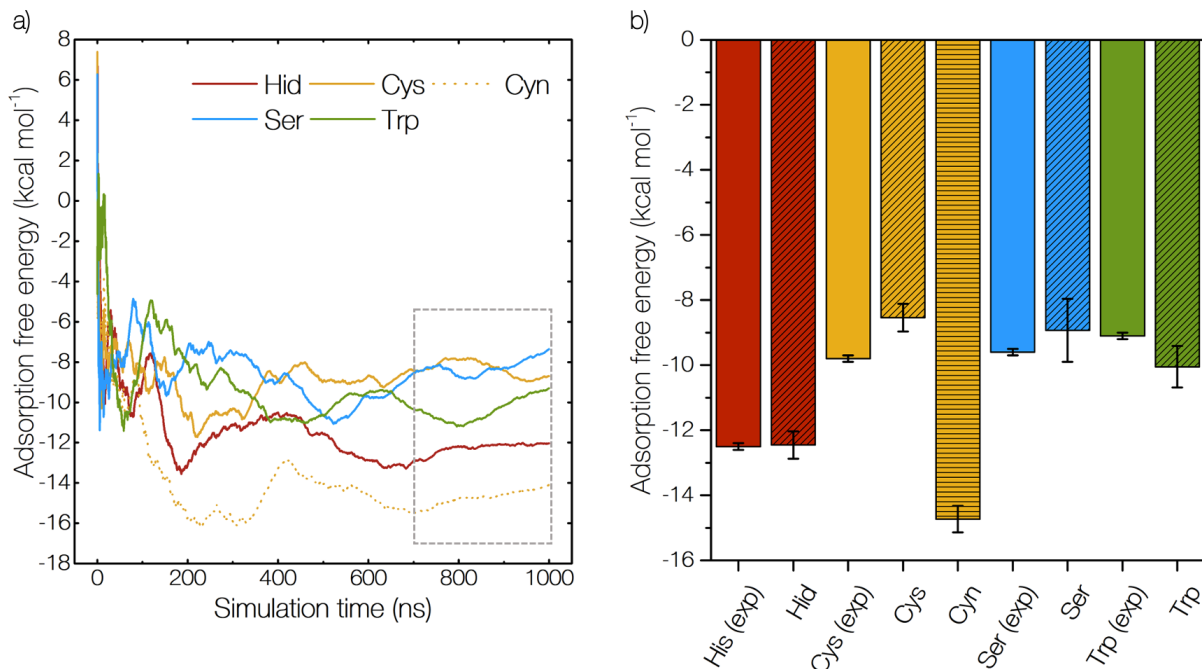 a)
8
6
4
2
0
-2
-4
-6
-8
-10
-12
-14
-16
-18
Adsorption free energy (kcal mol⁻¹)
Hid Cys Cyn
Ser Trp
0 200 400 600 800 1000
Simulation time (ns)
b)
0
-2
-4
-6
-8
-10
-12
-14
-16
Adsorption free energy (kcal mol⁻¹)
His (exp)
Hid
Cys (exp)
Cys
Cyn
Ser (exp)
Ser
Trp (exp)
Trp